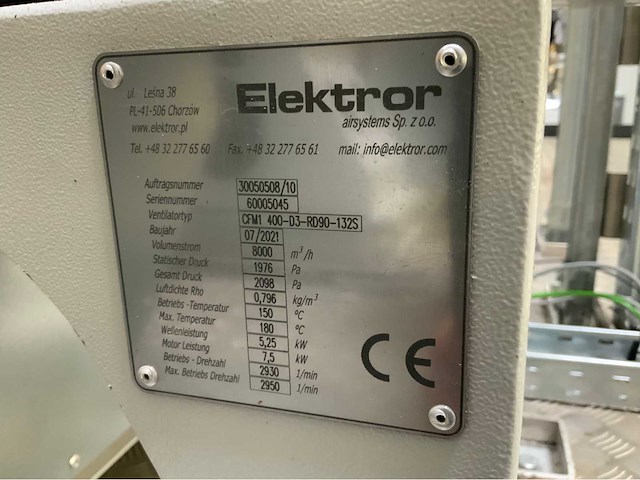 ul. Leśna 38
PL-41-506 Chorzów
www.elektror.pl
Elektror
airsystems Sp. z o.o.
Tel. +48 32 277 65 60 Fax. +48 32 277 65 61 mail: info@elektror.com
Auftragsnummer 30050508/10
Seriennummer 60005045
Ventilatortyp CFM1 400-D3-RD90-132S
Baujahr 07/2021
Volumenstrom 8000 m³/h
Statischer Druck 1976 Pa
Gesamt Druck 2098 Pa
Luftdichte Rho 0,796 kg/m³
Betriebs -Temperatur 150 °C
Max. Temperatur 180 °C
Wellenleistung 5,25 kW
Motor Leistung 7,5 kW
Betriebs - Drehzahl 2930 1/min
Max. Betriebs Drehzahl 2950 1/min
CE